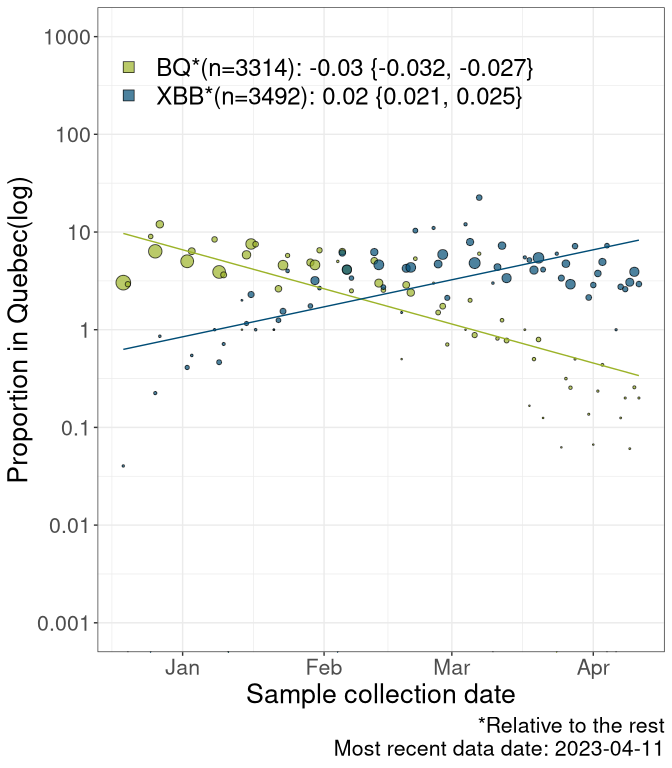 1000
BQ*(n=3314): -0.03 {-0.032, -0.027}
XBB*(n=3492): 0.02 {0.021, 0.025}
100
10
1
0.1
0.01
0.001
Proportion in Quebec(log)
Jan Feb Mar Apr
Sample collection date
*Relative to the rest
Most recent data date: 2023-04-11